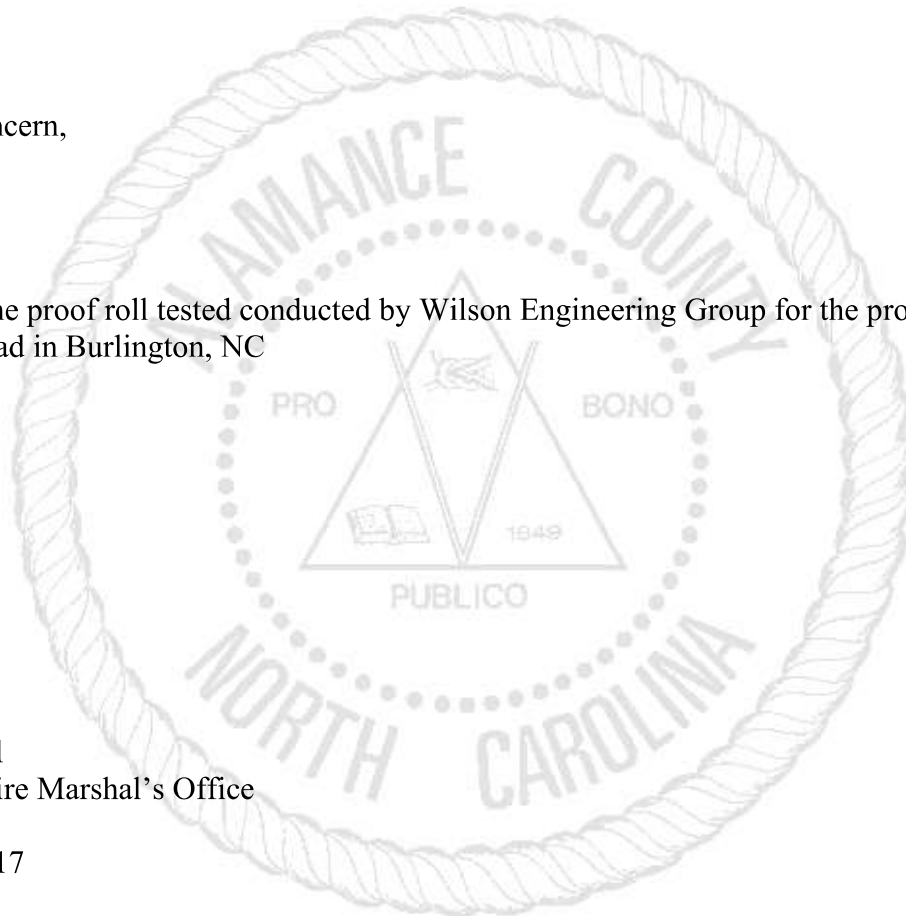 ncern,
ALAMANCE COUNTY
ne proof roll tested conducted by Wilson Engineering Group for the pro
ad in Burlington, NC
PRO BONO
1849
PUBLICO
NORTH CAROLINA
l
ire Marshal’s Office
17